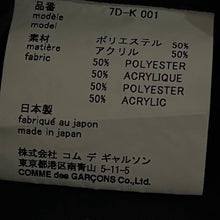 品番
modèle 7D-K 001
model
素材 ポリエステル 50%
matière アクリル 50%
fabric 50% POLYESTER
50% ACRYLIQUE
50% POLYESTER
50% ACRYLIC
日本製
fabriqué au japon
made in japan
株式会社 コム デ ギャルソン
東京都港区南青山 5-11-5
COMME des GARÇONS Co., Ltd.